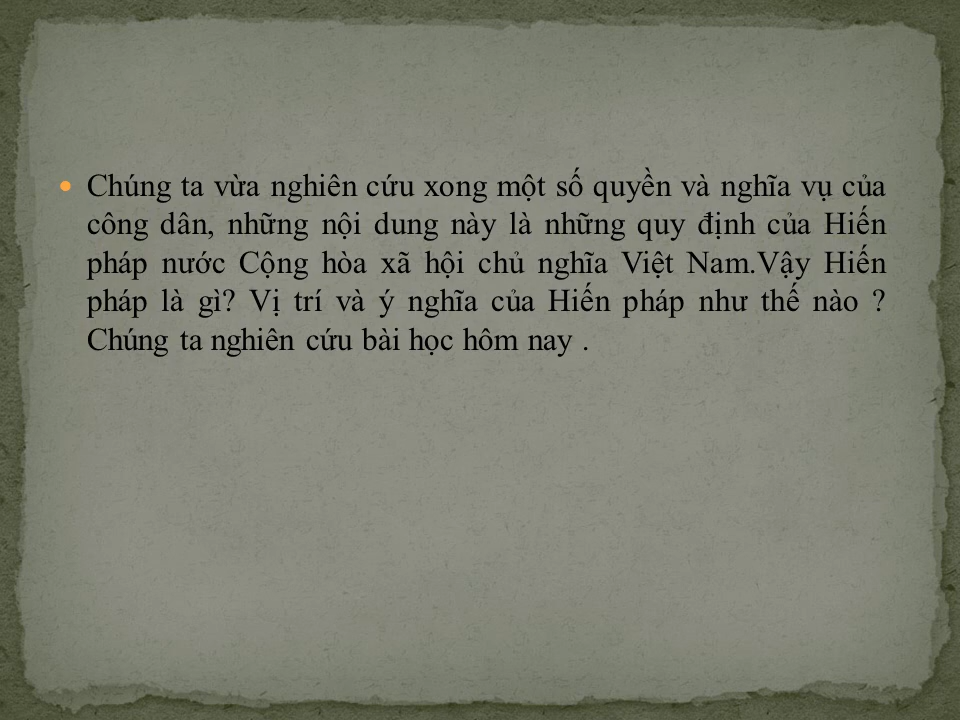 Chúng ta vừa nghiên cứu xong một số quyền và nghĩa vụ của
công dân, những nội dung này là những quy định của Hiến
pháp nước Cộng hòa xã hội chủ nghĩa Việt Nam.Vậy Hiến
pháp là gì? Vị trí và ý nghĩa của Hiến pháp như thế nào ?
Chúng ta nghiên cứu bài học hôm nay .